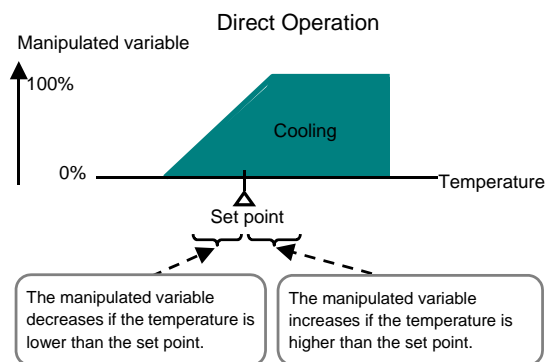 Direct Operation
Manipulated variable
100%
Cooling
0%
Temperature
Set point
The manipulated variable
decreases if the temperature is
lower than the set point.
The manipulated variable
increases if the temperature is
higher than the set point.